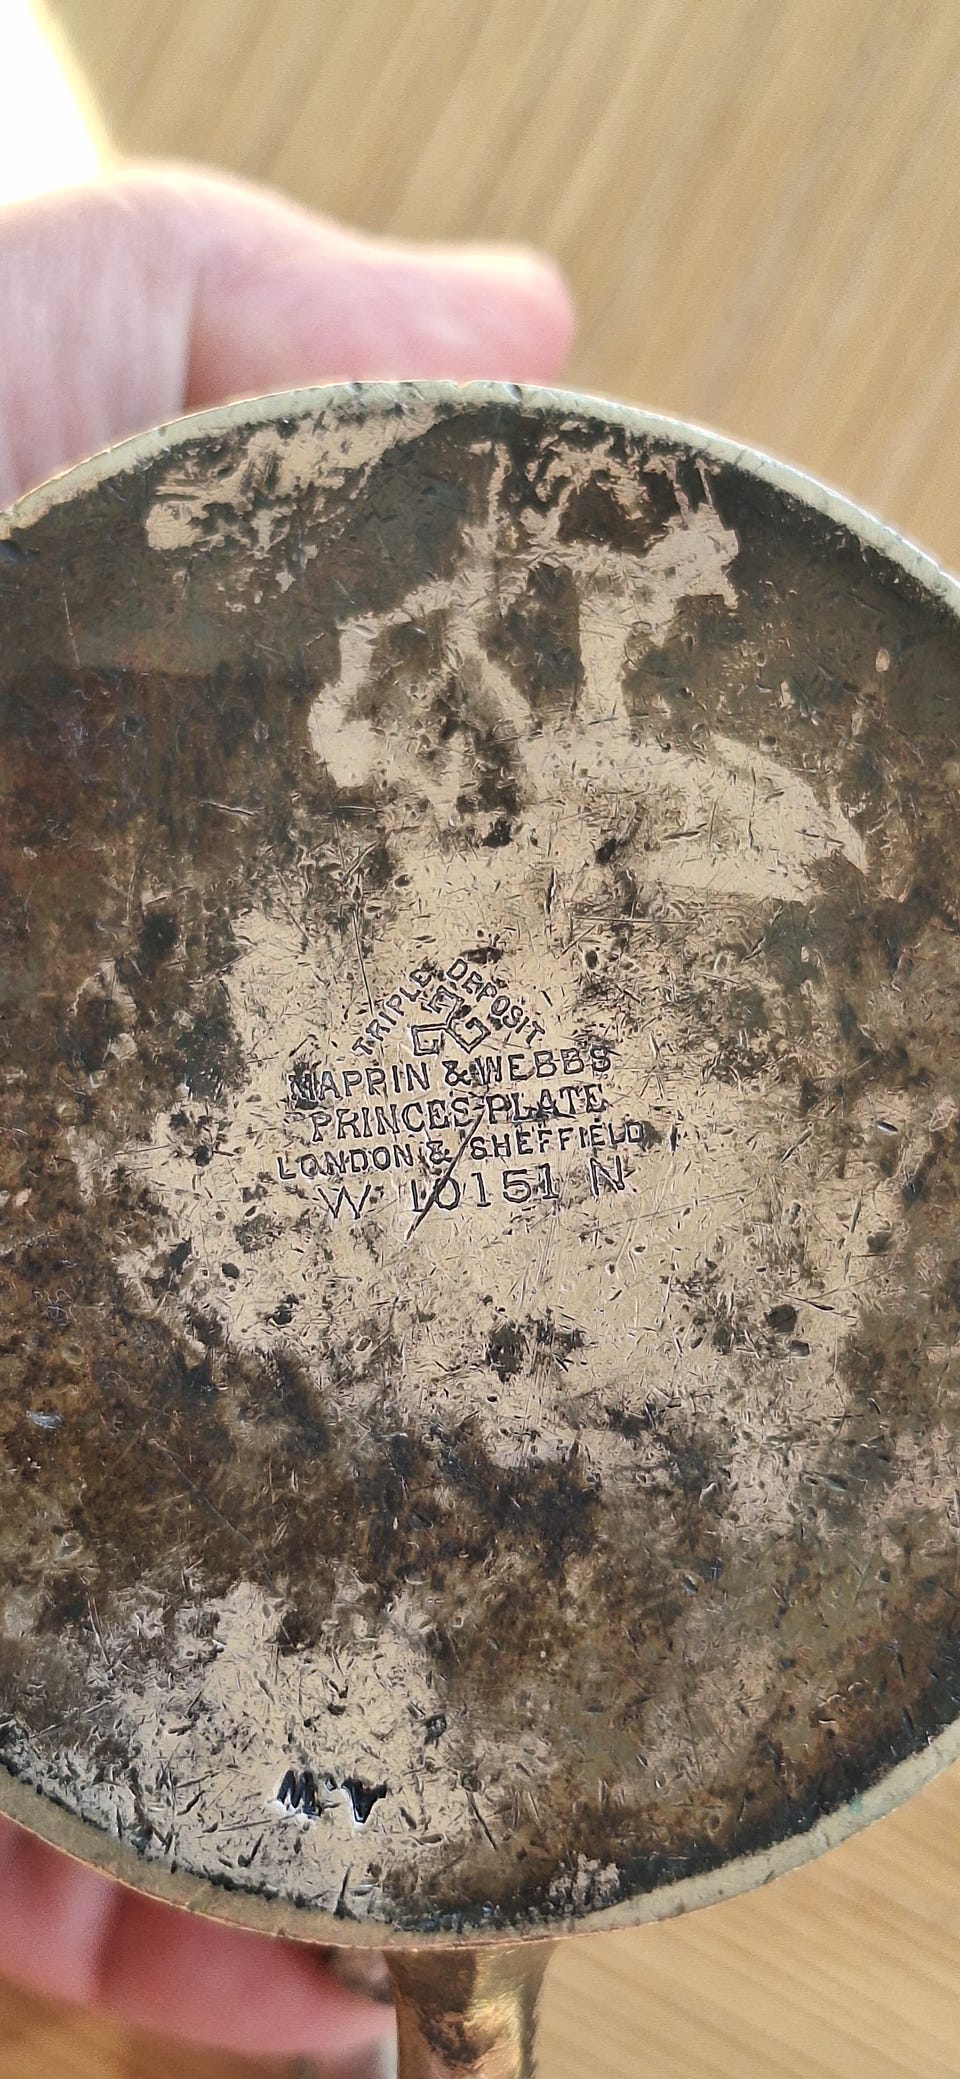 TRIPLE DEPOSIT
MAPPIN & WEBBS
PRINCES PLATE
LONDON & SHEFFIELD
W 10151 N
M.V